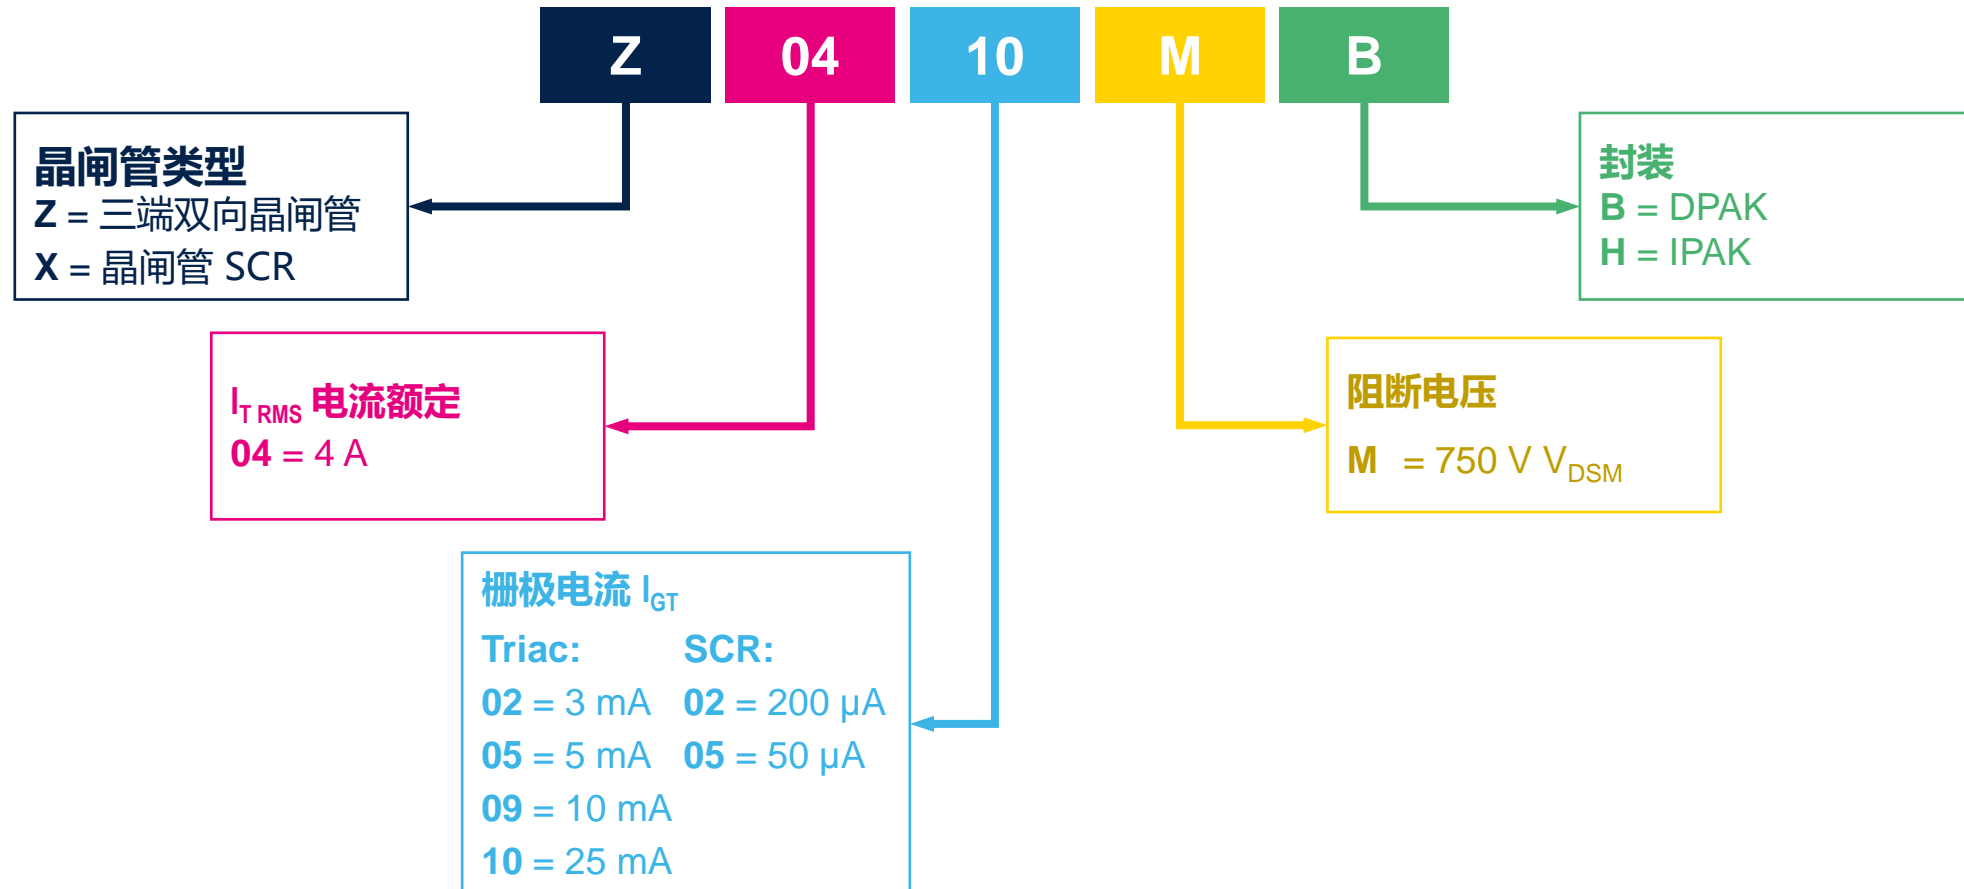 Z 04 10 M B
晶闸管类型
Z = 三端双向晶闸管
X = 晶闸管 SCR
封装
B = DPAK
H = IPAK
IT RMS 电流额定
04 = 4 A
阻断电压
M = 750 V VDSM
栅极电流 IGT
Triac: SCR:
02 = 3 mA 02 = 200 µA
05 = 5 mA 05 = 50 µA
09 = 10 mA
10 = 25 mA